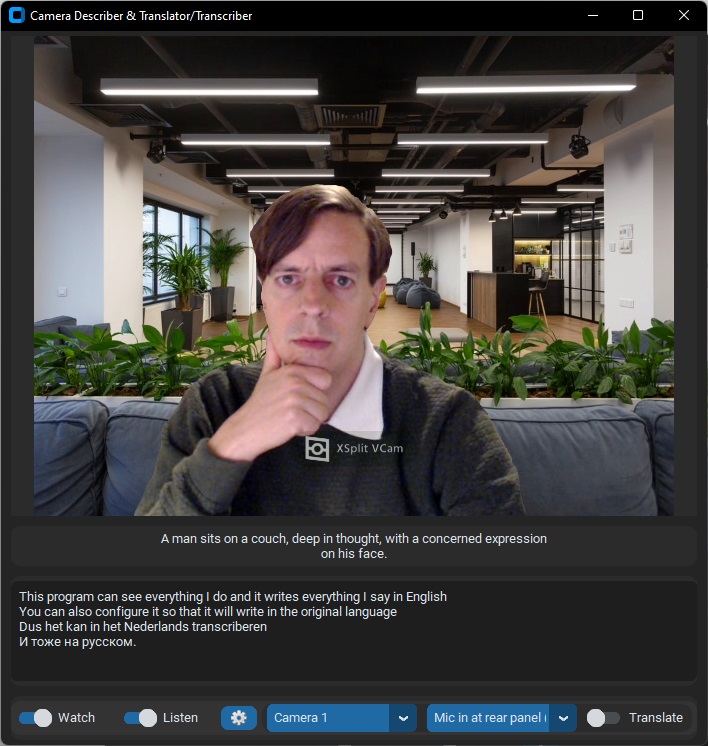 Camera Describer & Translator/Transcriber
XSplit VCam
A man sits on a couch, deep in thought, with a concerned expression
on his face.
This program can see everything I do and it writes everything I say in English
You can also configure it so that it will write in the original language
Dus het kan in het Nederlands transcriberen
И тоже на русском.
Watch Listen Camera 1 Mic in at rear panel ( Translate